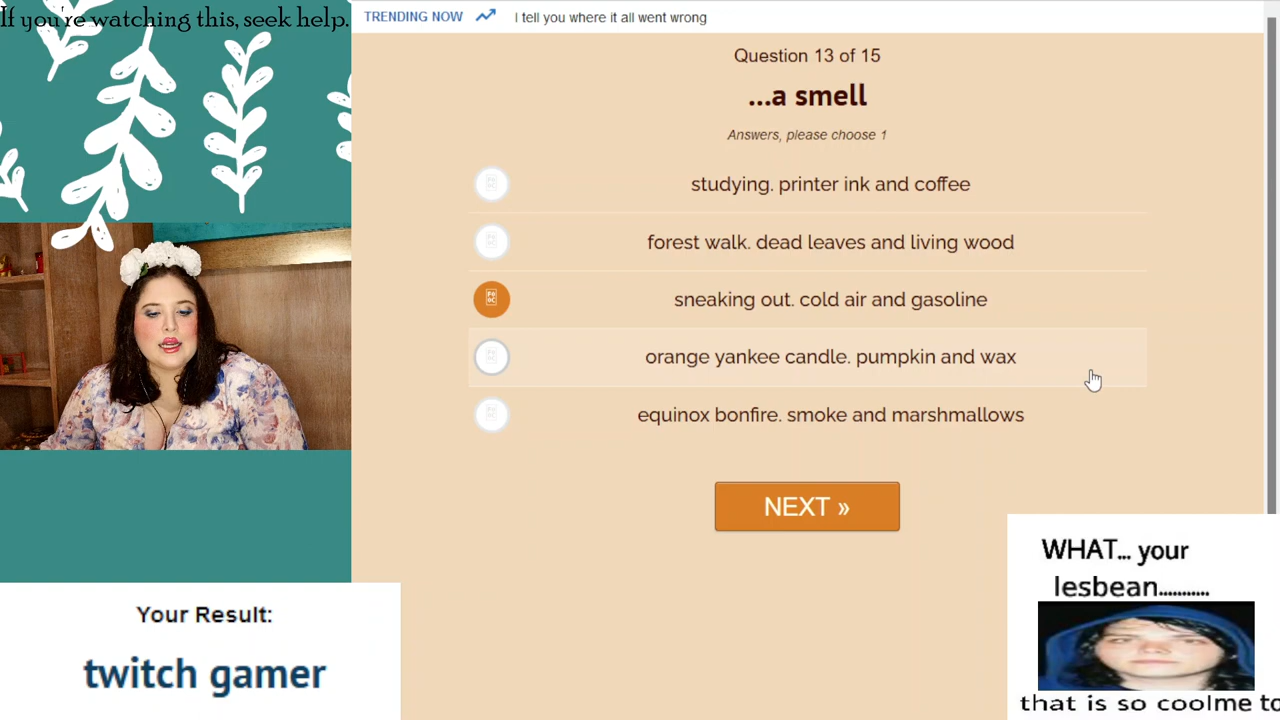 If you're watching this, seek help.
TRENDING NOW
I tell you where it all went wrong
Question 13 of 15
...a smell
Answers, please choose 1
studying. printer ink and coffee
forest walk. dead leaves and living wood
sneaking out. cold air and gasoline
orange yankee candle. pumpkin and wax
equinox bonfire. smoke and marshmallows
NEXT »
Your Result:
twitch gamer
WHAT... your
lesbean...........
that is so coolme to